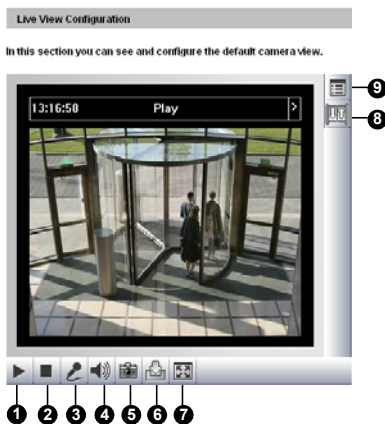 Live View Configuration
In this section you can see and configure the default camera view.
13:16:58 Play >
9
8
1 2 3 4 5 6 7